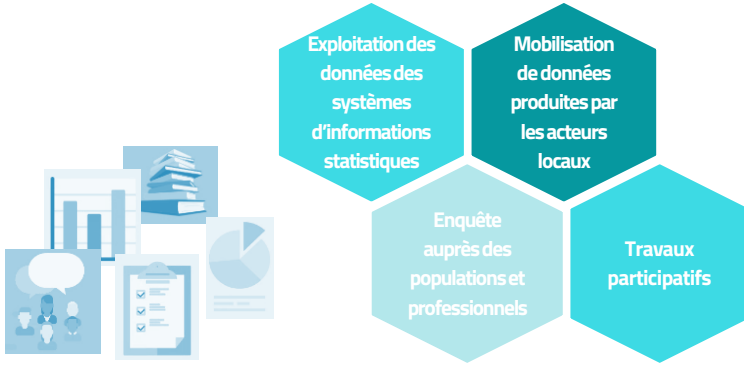 Exploitation des
données des
systèmes
d'informations
statistiques
Mobilisation
de données
produites par
les acteurs
locaux
Enquête
auprès des
populations et
professionnels
Travaux
participatifs